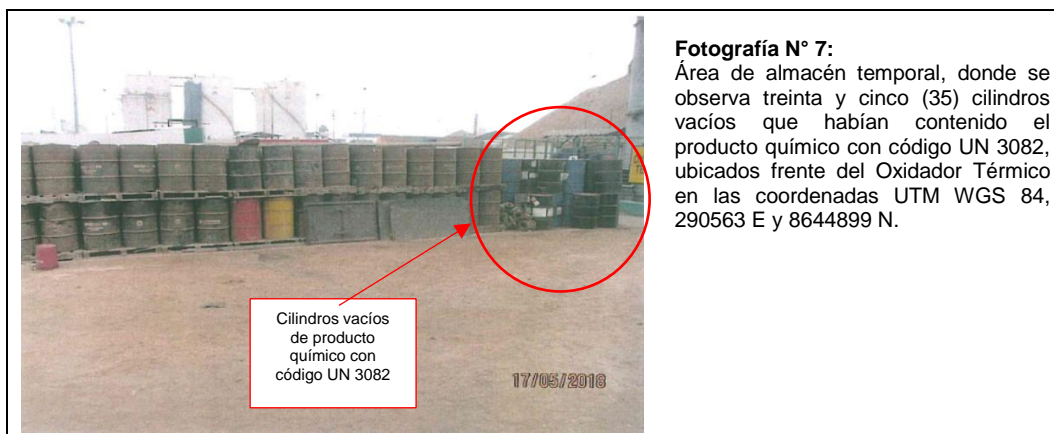 Fotografía N° 7:
Área de almacén temporal, donde se
observa treinta y cinco (35) cilindros
vacíos que habían contenido el
producto químico con código UN 3082,
ubicados frente del Oxidador Térmico
en las coordenadas UTM WGS 84,
290563 E y 8644899 N.
Cilindros vacíos
de producto
químico con
código UN 3082
17/05/2018